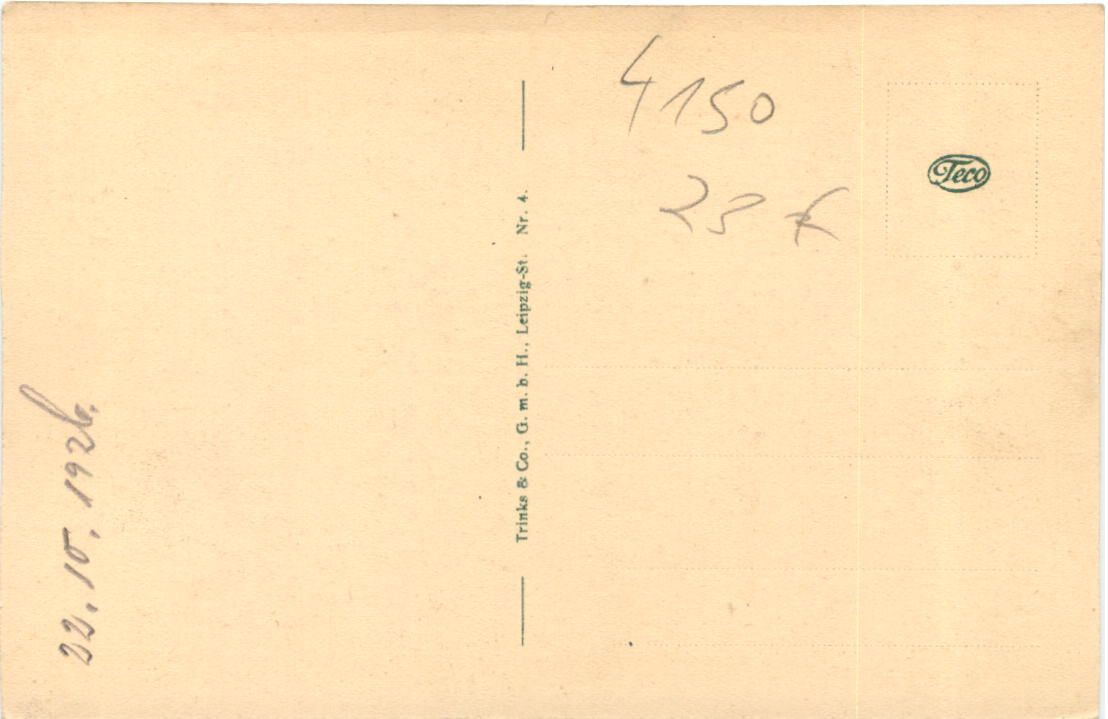 22. 10. 1926.
Trinks & Co., G. m. b. H., Leipzig-St. Nr. 4.
4150
23 €
Teco